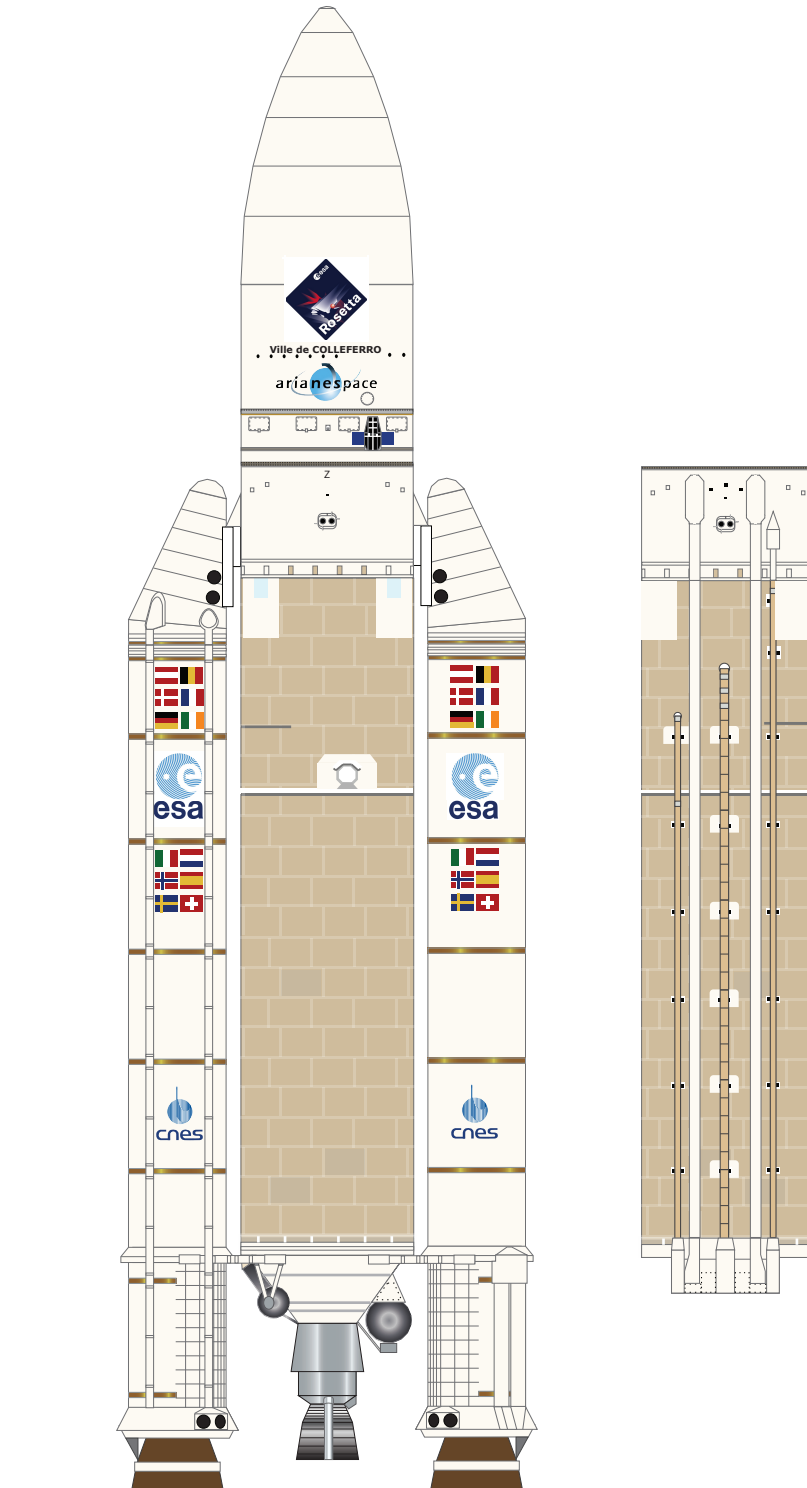 esa
Rosetta
Ville de COLLEFERRO
arianespace
Z
esa
esa
cnes
cnes